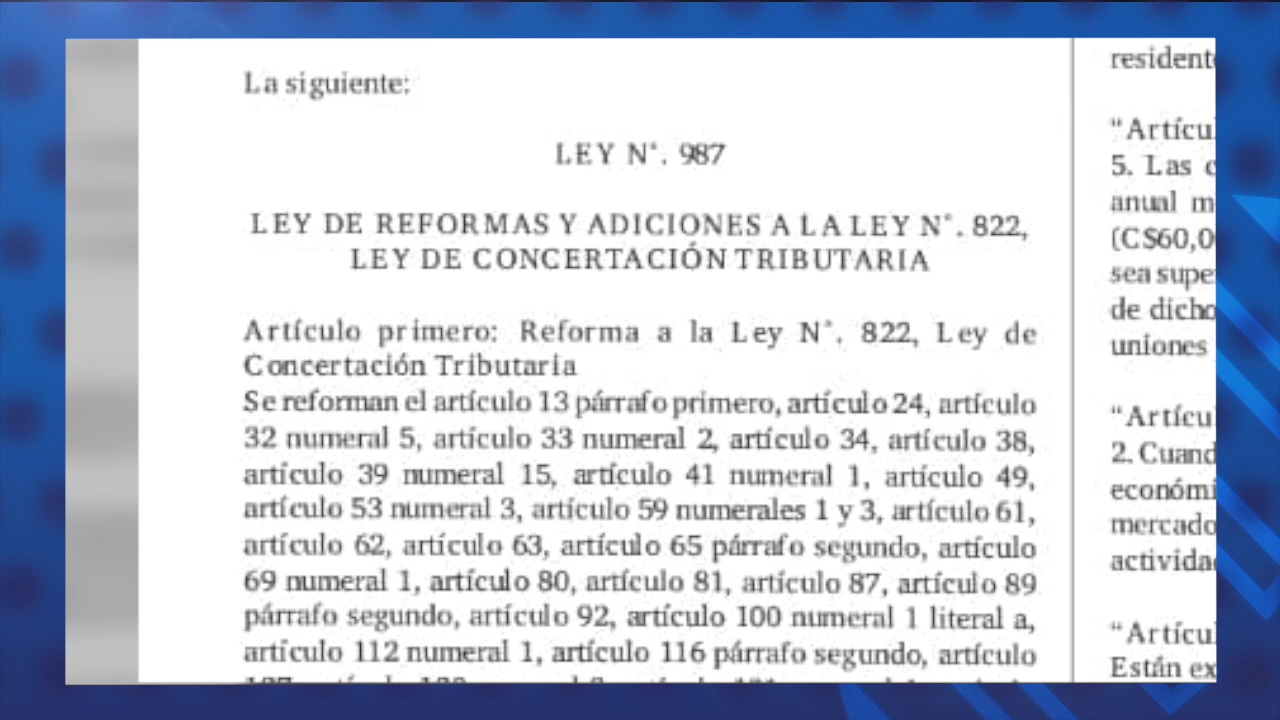 La siguiente:
LEY N°. 987
LEY DE REFORMAS Y ADICIONES A LA LEY N°. 822,
LEY DE CONCERTACIÓN TRIBUTARIA
Artículo primero: Reforma a la Ley N°. 822, Ley de
Concertación Tributaria
Se reforman el artículo 13 párrafo primero, artículo 24, artículo
32 numeral 5, artículo 33 numeral 2, artículo 34, artículo 38,
artículo 39 numeral 15, artículo 41 numeral 1, artículo 49,
artículo 53 numeral 3, artículo 59 numerales 1 y 3, artículo 61,
artículo 62, artículo 63, artículo 65 párrafo segundo, artículo
69 numeral 1, artículo 80, artículo 81, artículo 87, artículo 89
párrafo segundo, artículo 92, artículo 100 numeral 1 literal a,
artículo 112 numeral 1, artículo 116 párrafo segundo, artículo
"Artícu
5. Las
anual m
(C$60,0
sea supe
de dicho
uniones
"Artícu
2. Cuand
económi
mercado
activida
"Artícu
Están ex